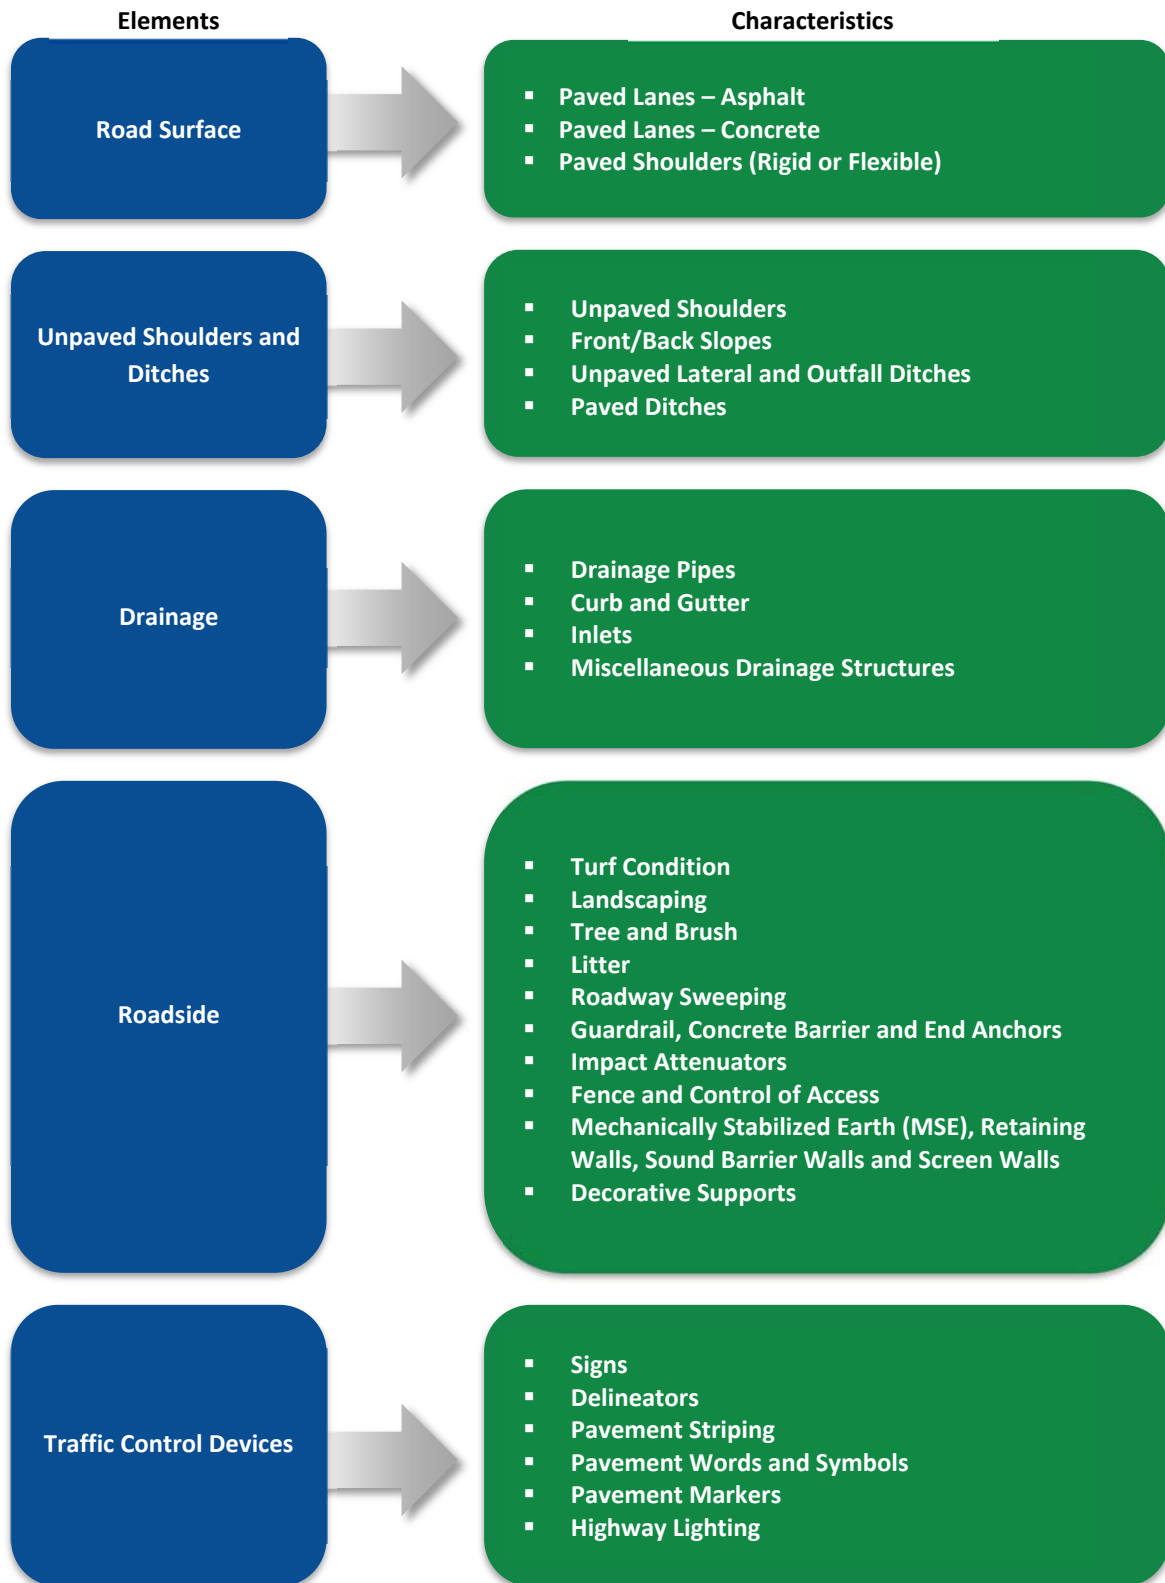 Elements
Characteristics
Road Surface
▪ Paved Lanes – Asphalt
▪ Paved Lanes – Concrete
▪ Paved Shoulders (Rigid or Flexible)
Unpaved Shoulders and
Ditches
▪ Unpaved Shoulders
▪ Front/Back Slopes
▪ Unpaved Lateral and Outfall Ditches
▪ Paved Ditches
Drainage
▪ Drainage Pipes
▪ Curb and Gutter
▪ Inlets
▪ Miscellaneous Drainage Structures
Roadside
▪ Turf Condition
▪ Landscaping
▪ Tree and Brush
▪ Litter
▪ Roadway Sweeping
▪ Guardrail, Concrete Barrier and End Anchors
▪ Impact Attenuators
▪ Fence and Control of Access
▪ Mechanically Stabilized Earth (MSE), Retaining
Walls, Sound Barrier Walls and Screen Walls
▪ Decorative Supports
Traffic Control Devices
▪ Signs
▪ Delineators
▪ Pavement Striping
▪ Pavement Words and Symbols
▪ Pavement Markers
▪ Highway Lighting